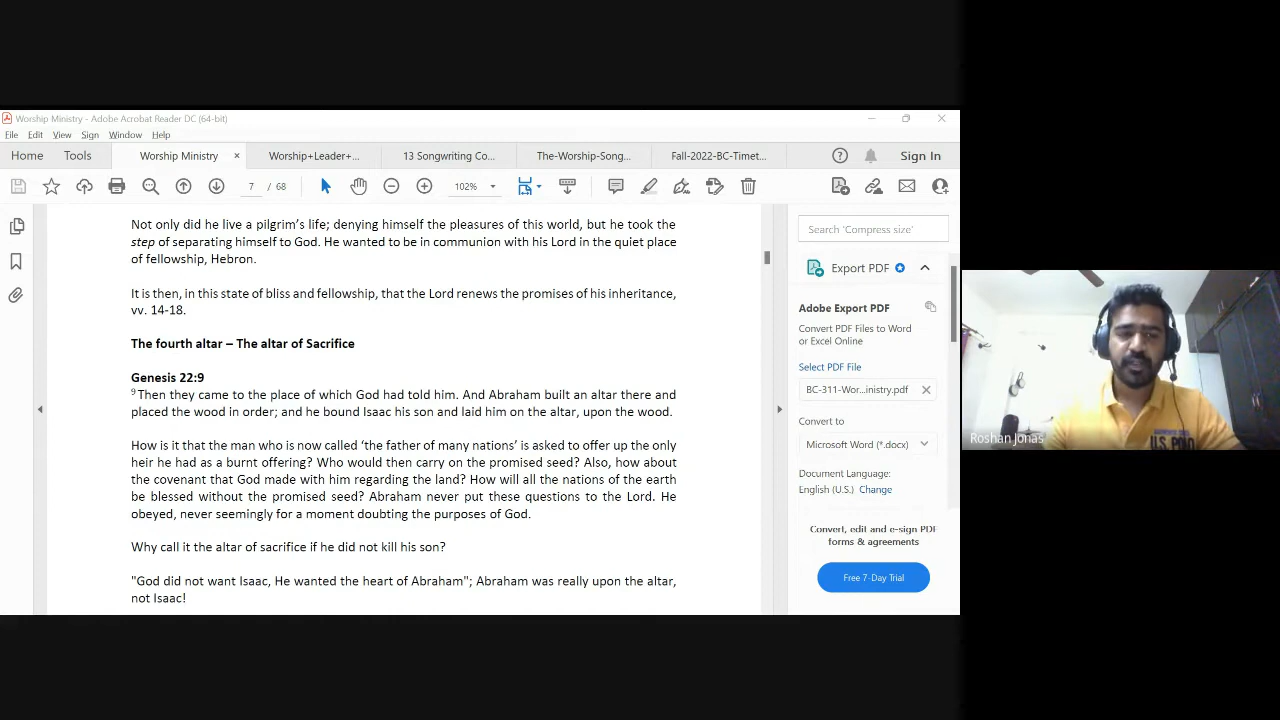 Worship Ministry - Adobe Acrobat Reader DC (64-bit)
File Edit View Sign Window Help
Home Tools Worship Ministry × Worship+Leader+... 13 Songwriting Co... The-Worship-Song... Fall-2022-BC-Timet... Sign In
7 / 68 102%
Not only did he live a pilgrim's life; denying himself the pleasures of this world, but he took the
step of separating himself to God. He wanted to be in communion with his Lord in the quiet place
of fellowship, Hebron.
It is then, in this state of bliss and fellowship, that the Lord renews the promises of his inheritance,
vv. 14-18.
The fourth altar – The altar of Sacrifice
Genesis 22:9
9 Then they came to the place of which God had told him. And Abraham built an altar there and
placed the wood in order; and he bound Isaac his son and laid him on the altar, upon the wood.
How is it that the man who is now called 'the father of many nations' is asked to offer up the only
heir he had as a burnt offering? Who would then carry on the promised seed? Also, how about
the covenant that God made with him regarding the land? How will all the nations of the earth
be blessed without the promised seed? Abraham never put these questions to the Lord. He
obeyed, never seemingly for a moment doubting the purposes of God.
Why call it the altar of sacrifice if he did not kill his son?
"God did not want Isaac, He wanted the heart of Abraham"; Abraham was really upon the altar,
not Isaac!
Search 'Compress size'
Export PDF
Adobe Export PDF
Convert PDF Files to Word
or Excel Online
Select PDF File
BC-311-Wor...inistry.pdf
Convert to
Microsoft Word (*.docx)
Document Language:
English (U.S.) Change
Convert, edit and e-sign PDF
forms & agreements
Free 7-Day Trial
Roshan Jonas
U.S. POLO